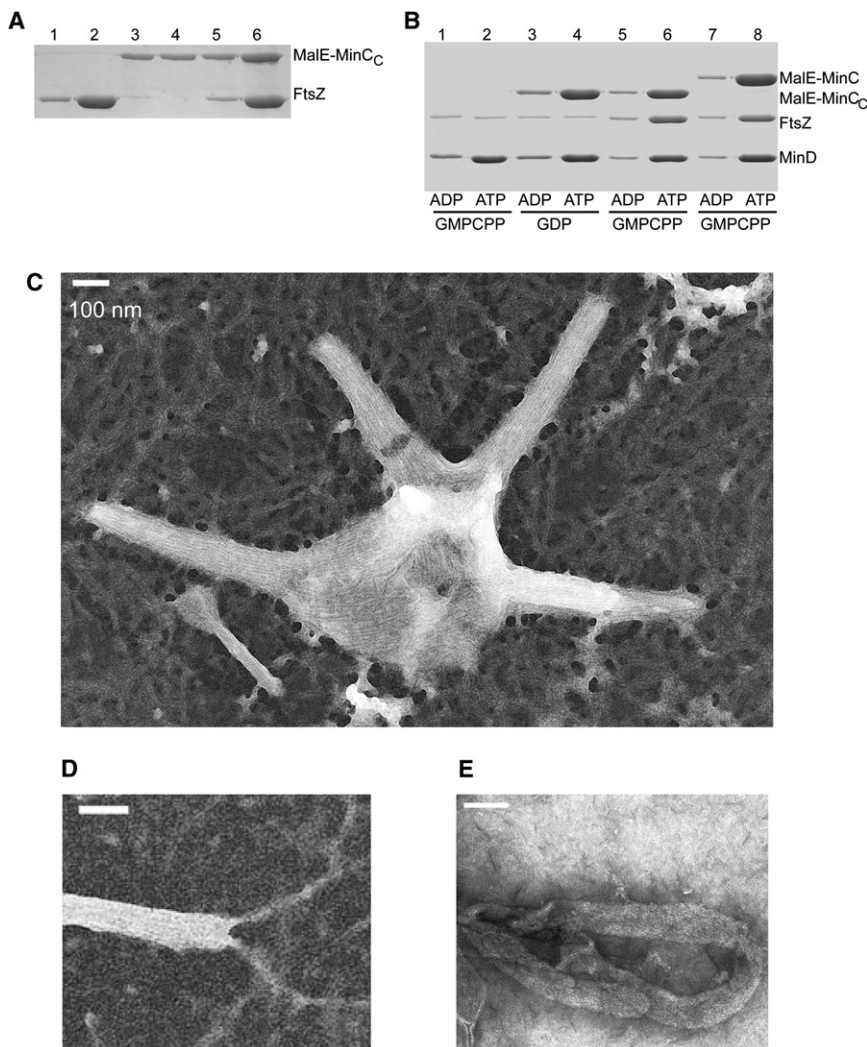 A
1 2 3 4 5 6
MalE-MinCC
FtsZ
B
1 2 3 4 5 6 7 8
MalE-MinC
MalE-MinCC
FtsZ
MinD
ADP ATP ADP ATP ADP ATP ADP ATP
GMPCPP GDP GMPCPP GMPCPP
C
100 nm
D
E